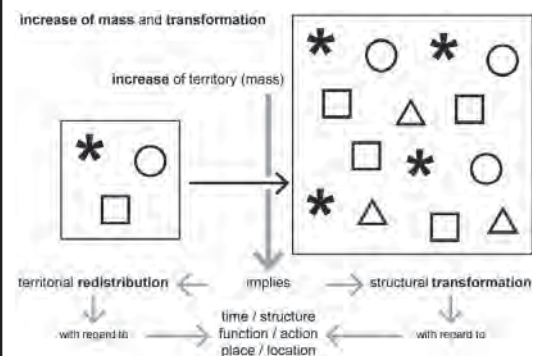 increase of mass and transformation
increase of territory (mass)
territorial redistribution
implies
structural transformation
with regard to
time / structure
function / action
place / location
with regard to